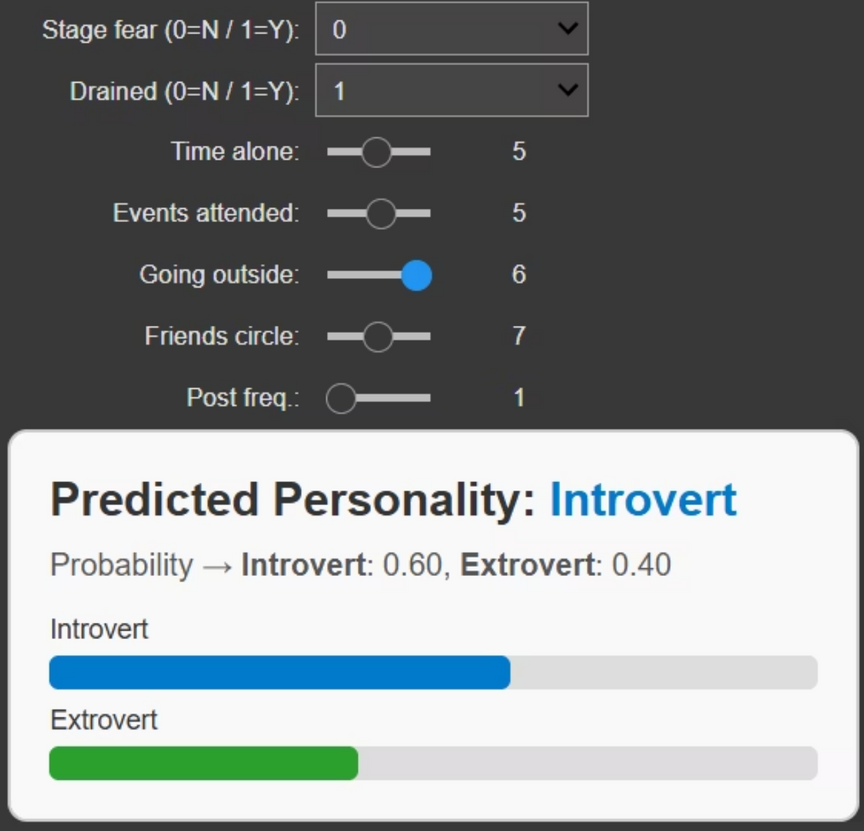 Stage fear (0=N / 1=Y): 0
Drained (0=N / 1=Y): 1
Time alone: 5
Events attended: 5
Going outside: 6
Friends circle: 7
Post freq.: 1
Predicted Personality: Introvert
Probability → Introvert: 0.60, Extrovert: 0.40
Introvert
Extrovert